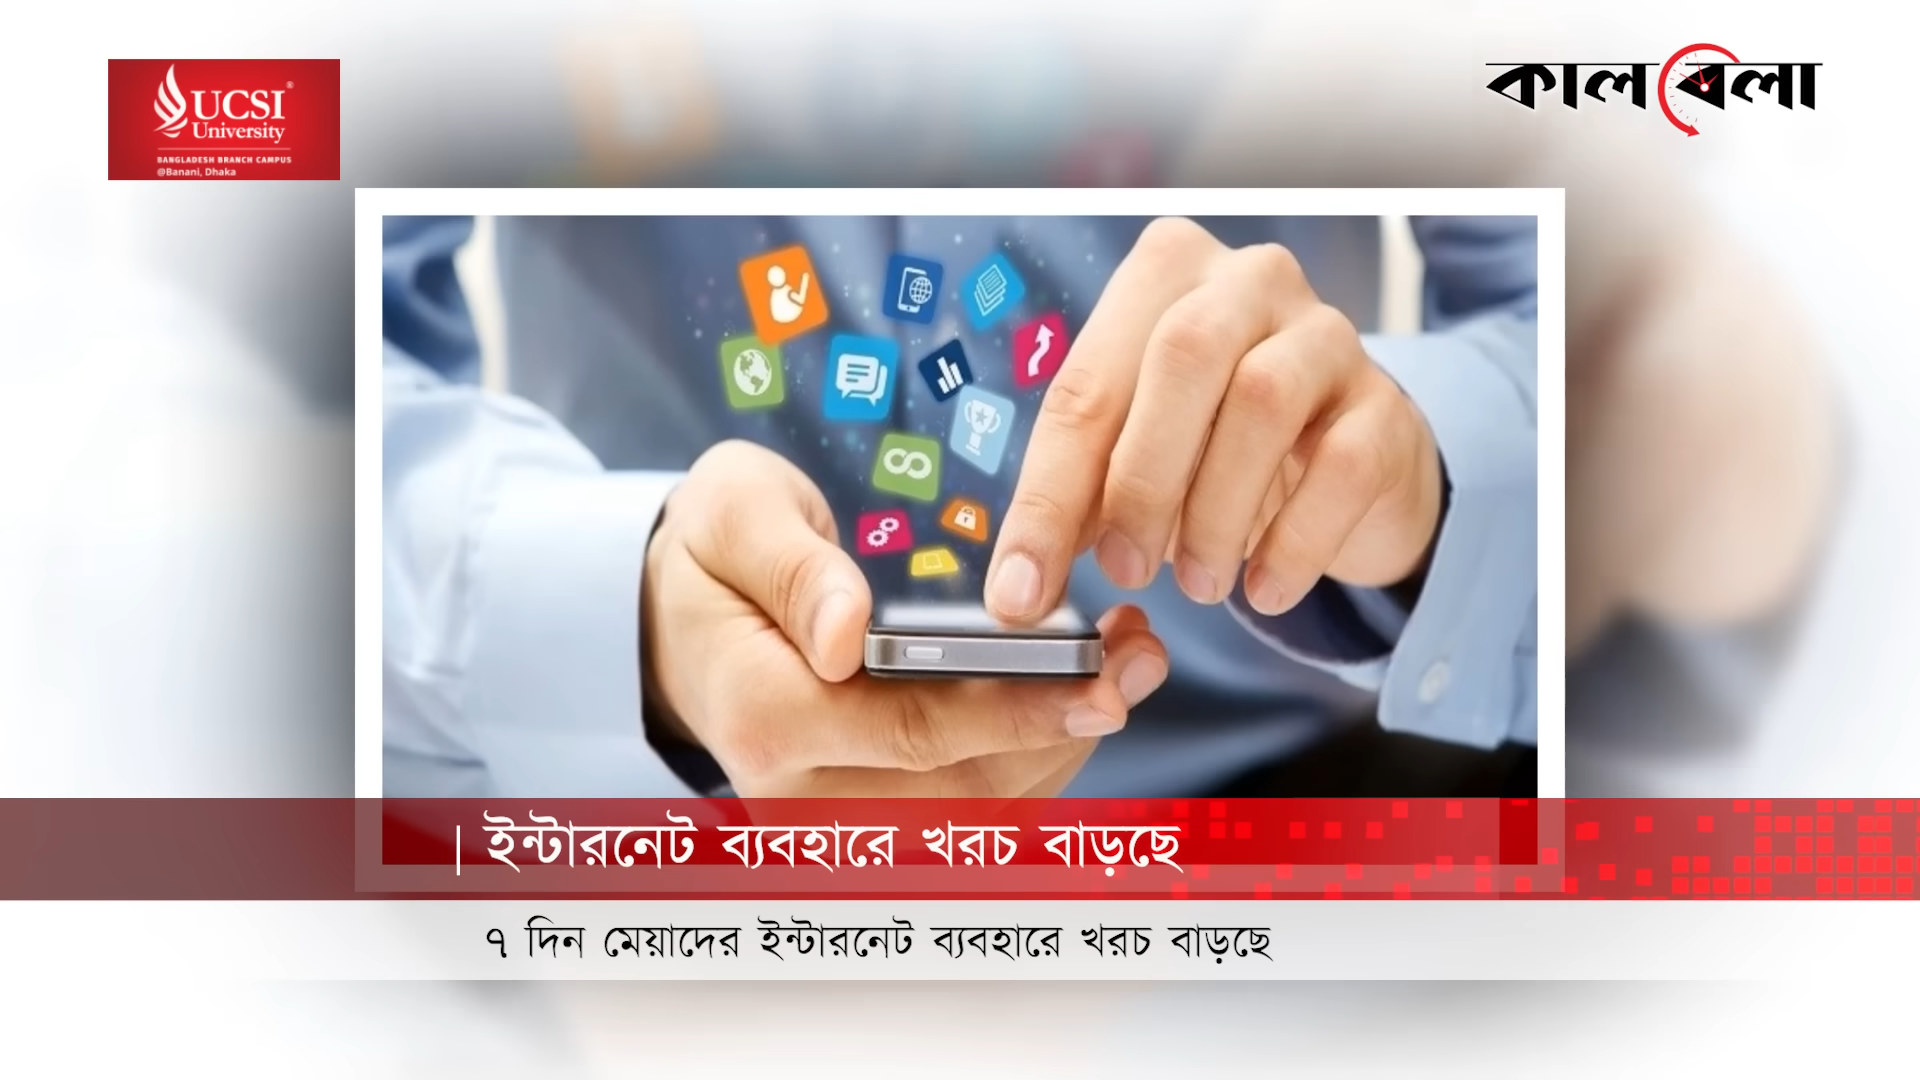 UCSI
University
BANGLADESH BRANCH CAMPUS
@Banani, Dhaka
কালবেলা
ইন্টারনেট ব্যবহারে খরচ বাড়ছে
৭ দিন মেয়াদের ইন্টারনেট ব্যবহারে খরচ বাড়ছে